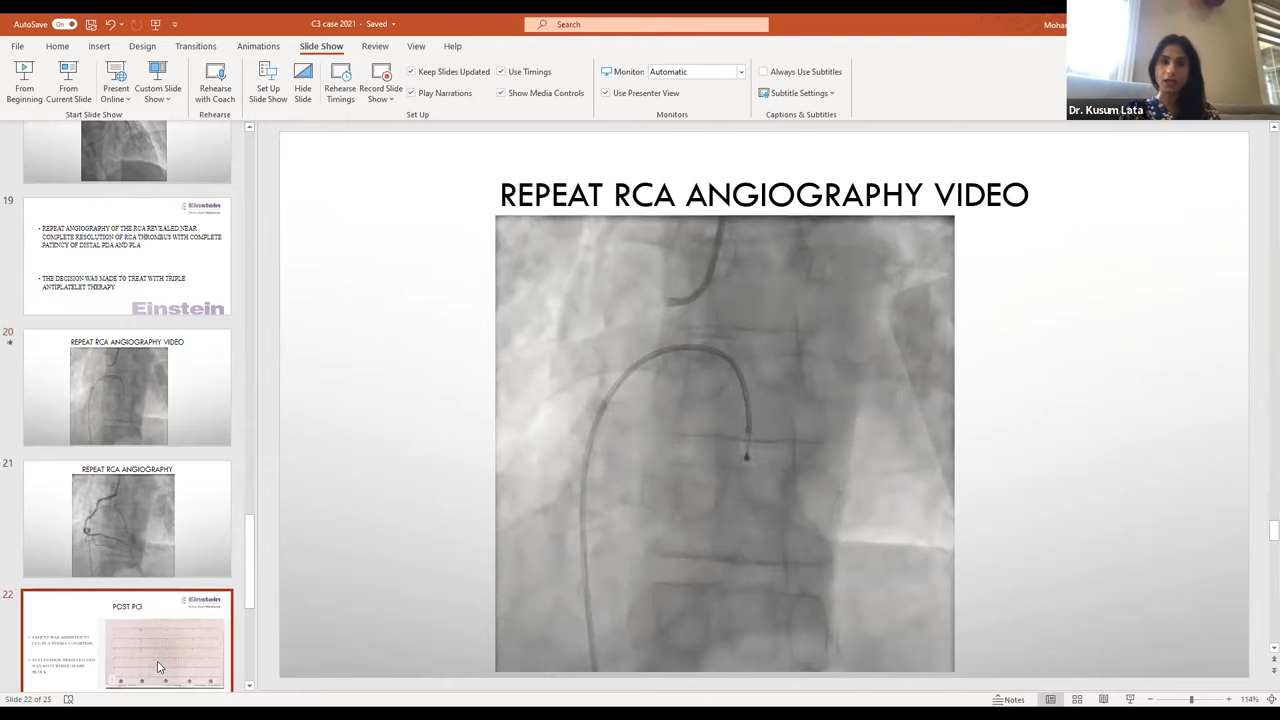 AutoSave On C3 case 2021 - Saved Search Mohan
File Home Insert Design Transitions Animations Slide Show Review View Help
From Beginning
From Current Slide
Present Online
Custom Slide Show
Start Slide Show
Rehearse with Coach
Rehearse
Set Up Slide Show
Hide Slide
Rehearse Timings
Record Slide Show
Keep Slides Updated
Play Narrations
Use Timings
Show Media Controls
Set Up
Monitor: Automatic
Use Presenter View
Monitors
Always Use Subtitles
Subtitle Settings
Captions & Subtitles
Dr. Kusum Lata
19
Einstein
• REPEAT ANGIOGRAPHY OF THE RCA REVEALED NEAR
COMPLETE RESOLUTION OF RCA THROMBUS WITH COMPLETE
PATENCY OF DISTAL PDA AND PLA
• THE DECISION WAS MADE TO TREAT WITH TRIPLE
ANTIPLATELET THERAPY.
Einstein
20
REPEAT RCA ANGIOGRAPHY VIDEO
21
REPEAT RCA ANGIOGRAPHY
22
Einstein
POST PCI
REPEAT RCA ANGIOGRAPHY VIDEO
Slide 22 of 25
Notes
114%